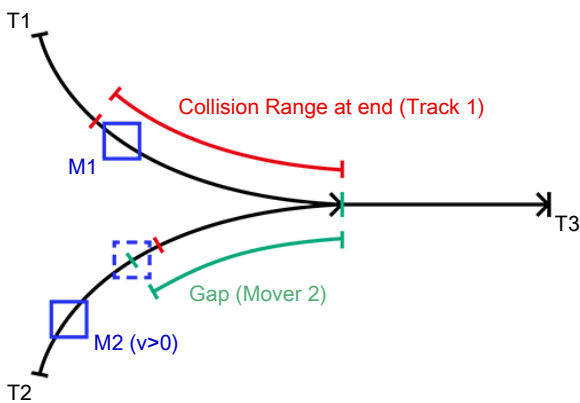 T1
Collision Range at end (Track 1)
M1
T3
Gap (Mover 2)
M2 (v>0)
T2